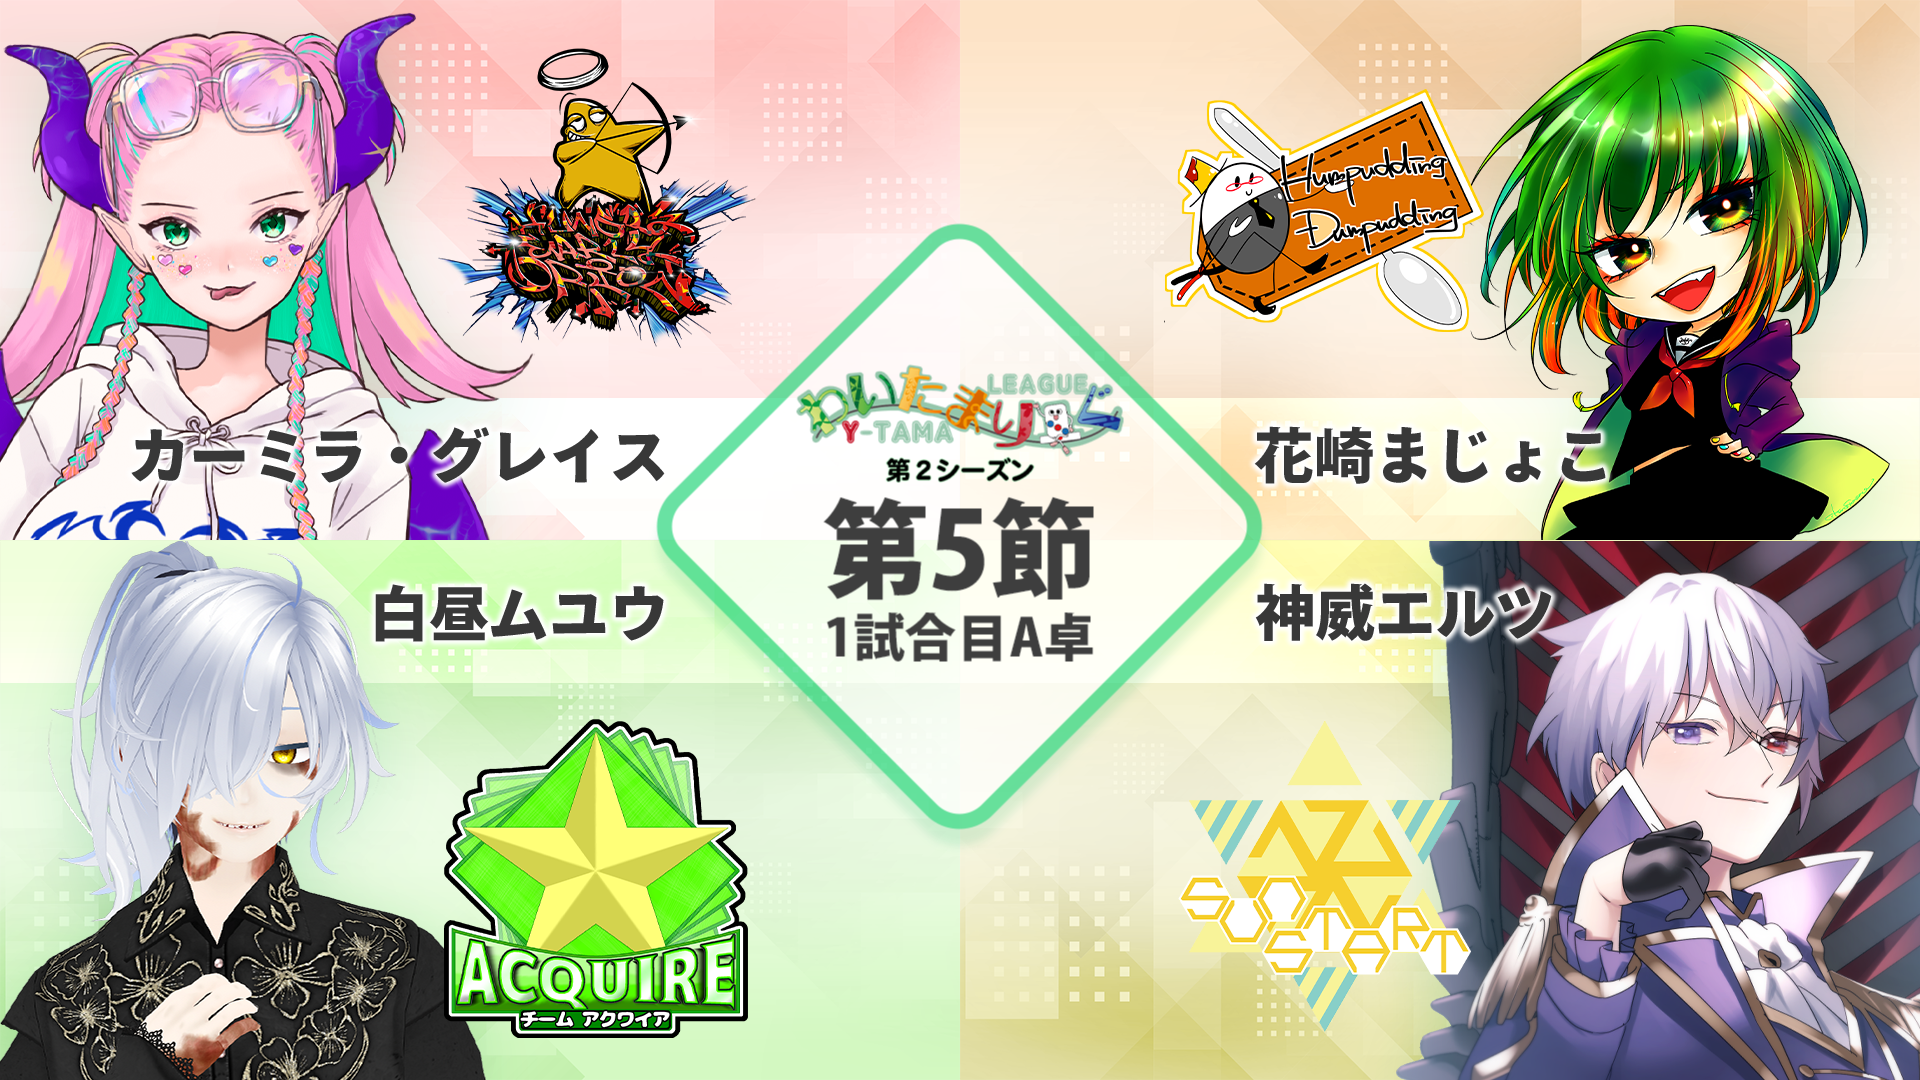 カーミラ・グレイス
Humpudding
Dumpudding
花崎まじょこ
わいたまりーぐ
LEAGUE
Y-TAMA
第2シーズン
第5節
1試合目A卓
白昼ムユウ
ACQUIRE
チーム アクワイア
神威エルツ
SUN
START